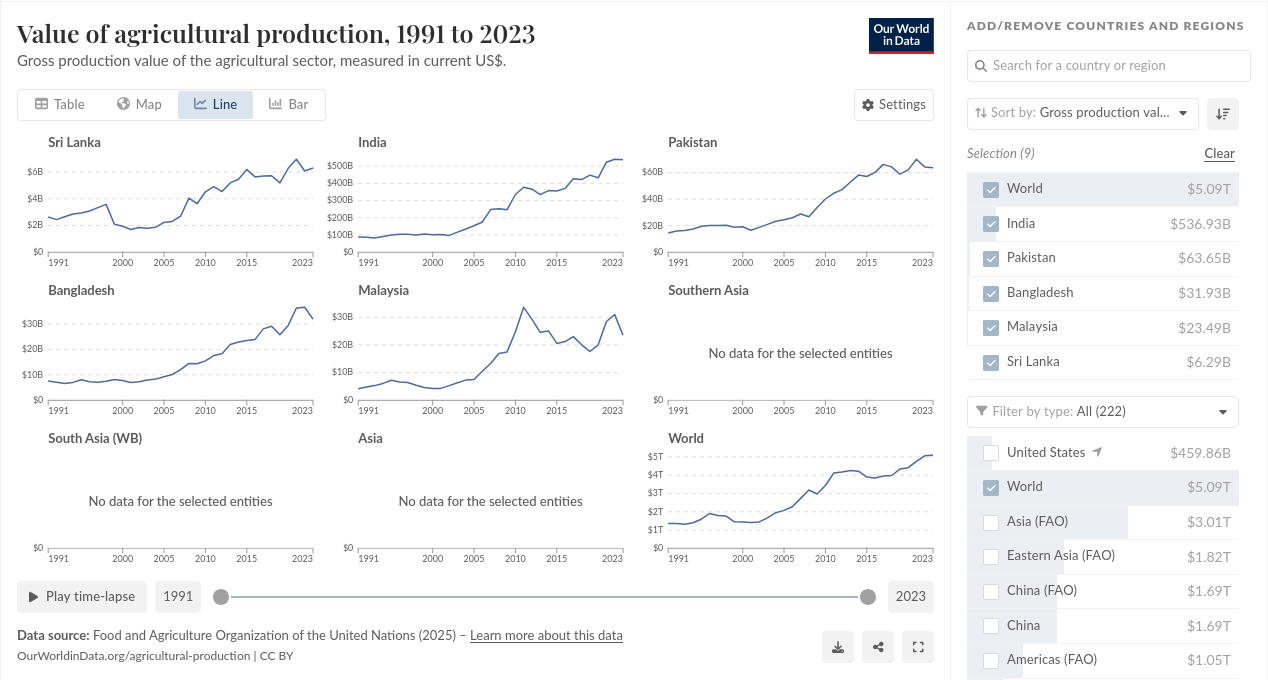 Value of agricultural production, 1991 to 2023
Gross production value of the agricultural sector, measured in current US$.
Our World
in Data
Table Map Line Bar
Settings
Sri Lanka
$6B
$4B
$2B
$0
1991 2000 2005 2010 2015 2023
India
$500B
$400B
$300B
$200B
$100B
$0
1991 2000 2005 2010 2015 2023
Pakistan
$60B
$40B
$20B
$0
1991 2000 2005 2010 2015 2023
Bangladesh
$30B
$20B
$10B
$0
1991 2000 2005 2010 2015 2023
Malaysia
$30B
$20B
$10B
$0
1991 2000 2005 2010 2015 2023
Southern Asia
No data for the selected entities
$0
1991 2000 2005 2010 2015 2023
South Asia (WB)
No data for the selected entities
$0
1991 2000 2005 2010 2015 2023
Asia
No data for the selected entities
$0
1991 2000 2005 2010 2015 2023
World
$5T
$4T
$3T
$2T
$1T
$0
1991 2000 2005 2010 2015 2023
Play time-lapse 1991 2023
Data source: Food and Agriculture Organization of the United Nations (2025) – Learn more about this data
OurWorldinData.org/agricultural-production | CC BY
ADD/REMOVE COUNTRIES AND REGIONS
Search for a country or region
Sort by: Gross production val...
Selection (9) Clear
World $5.09T
India $536.93B
Pakistan $63.65B
Bangladesh $31.93B
Malaysia $23.49B
Sri Lanka $6.29B
Filter by type: All (222)
United States $459.86B
World $5.09T
Asia (FAO) $3.01T
Eastern Asia (FAO) $1.82T
China (FAO) $1.69T
China $1.69T
Americas (FAO) $1.05T